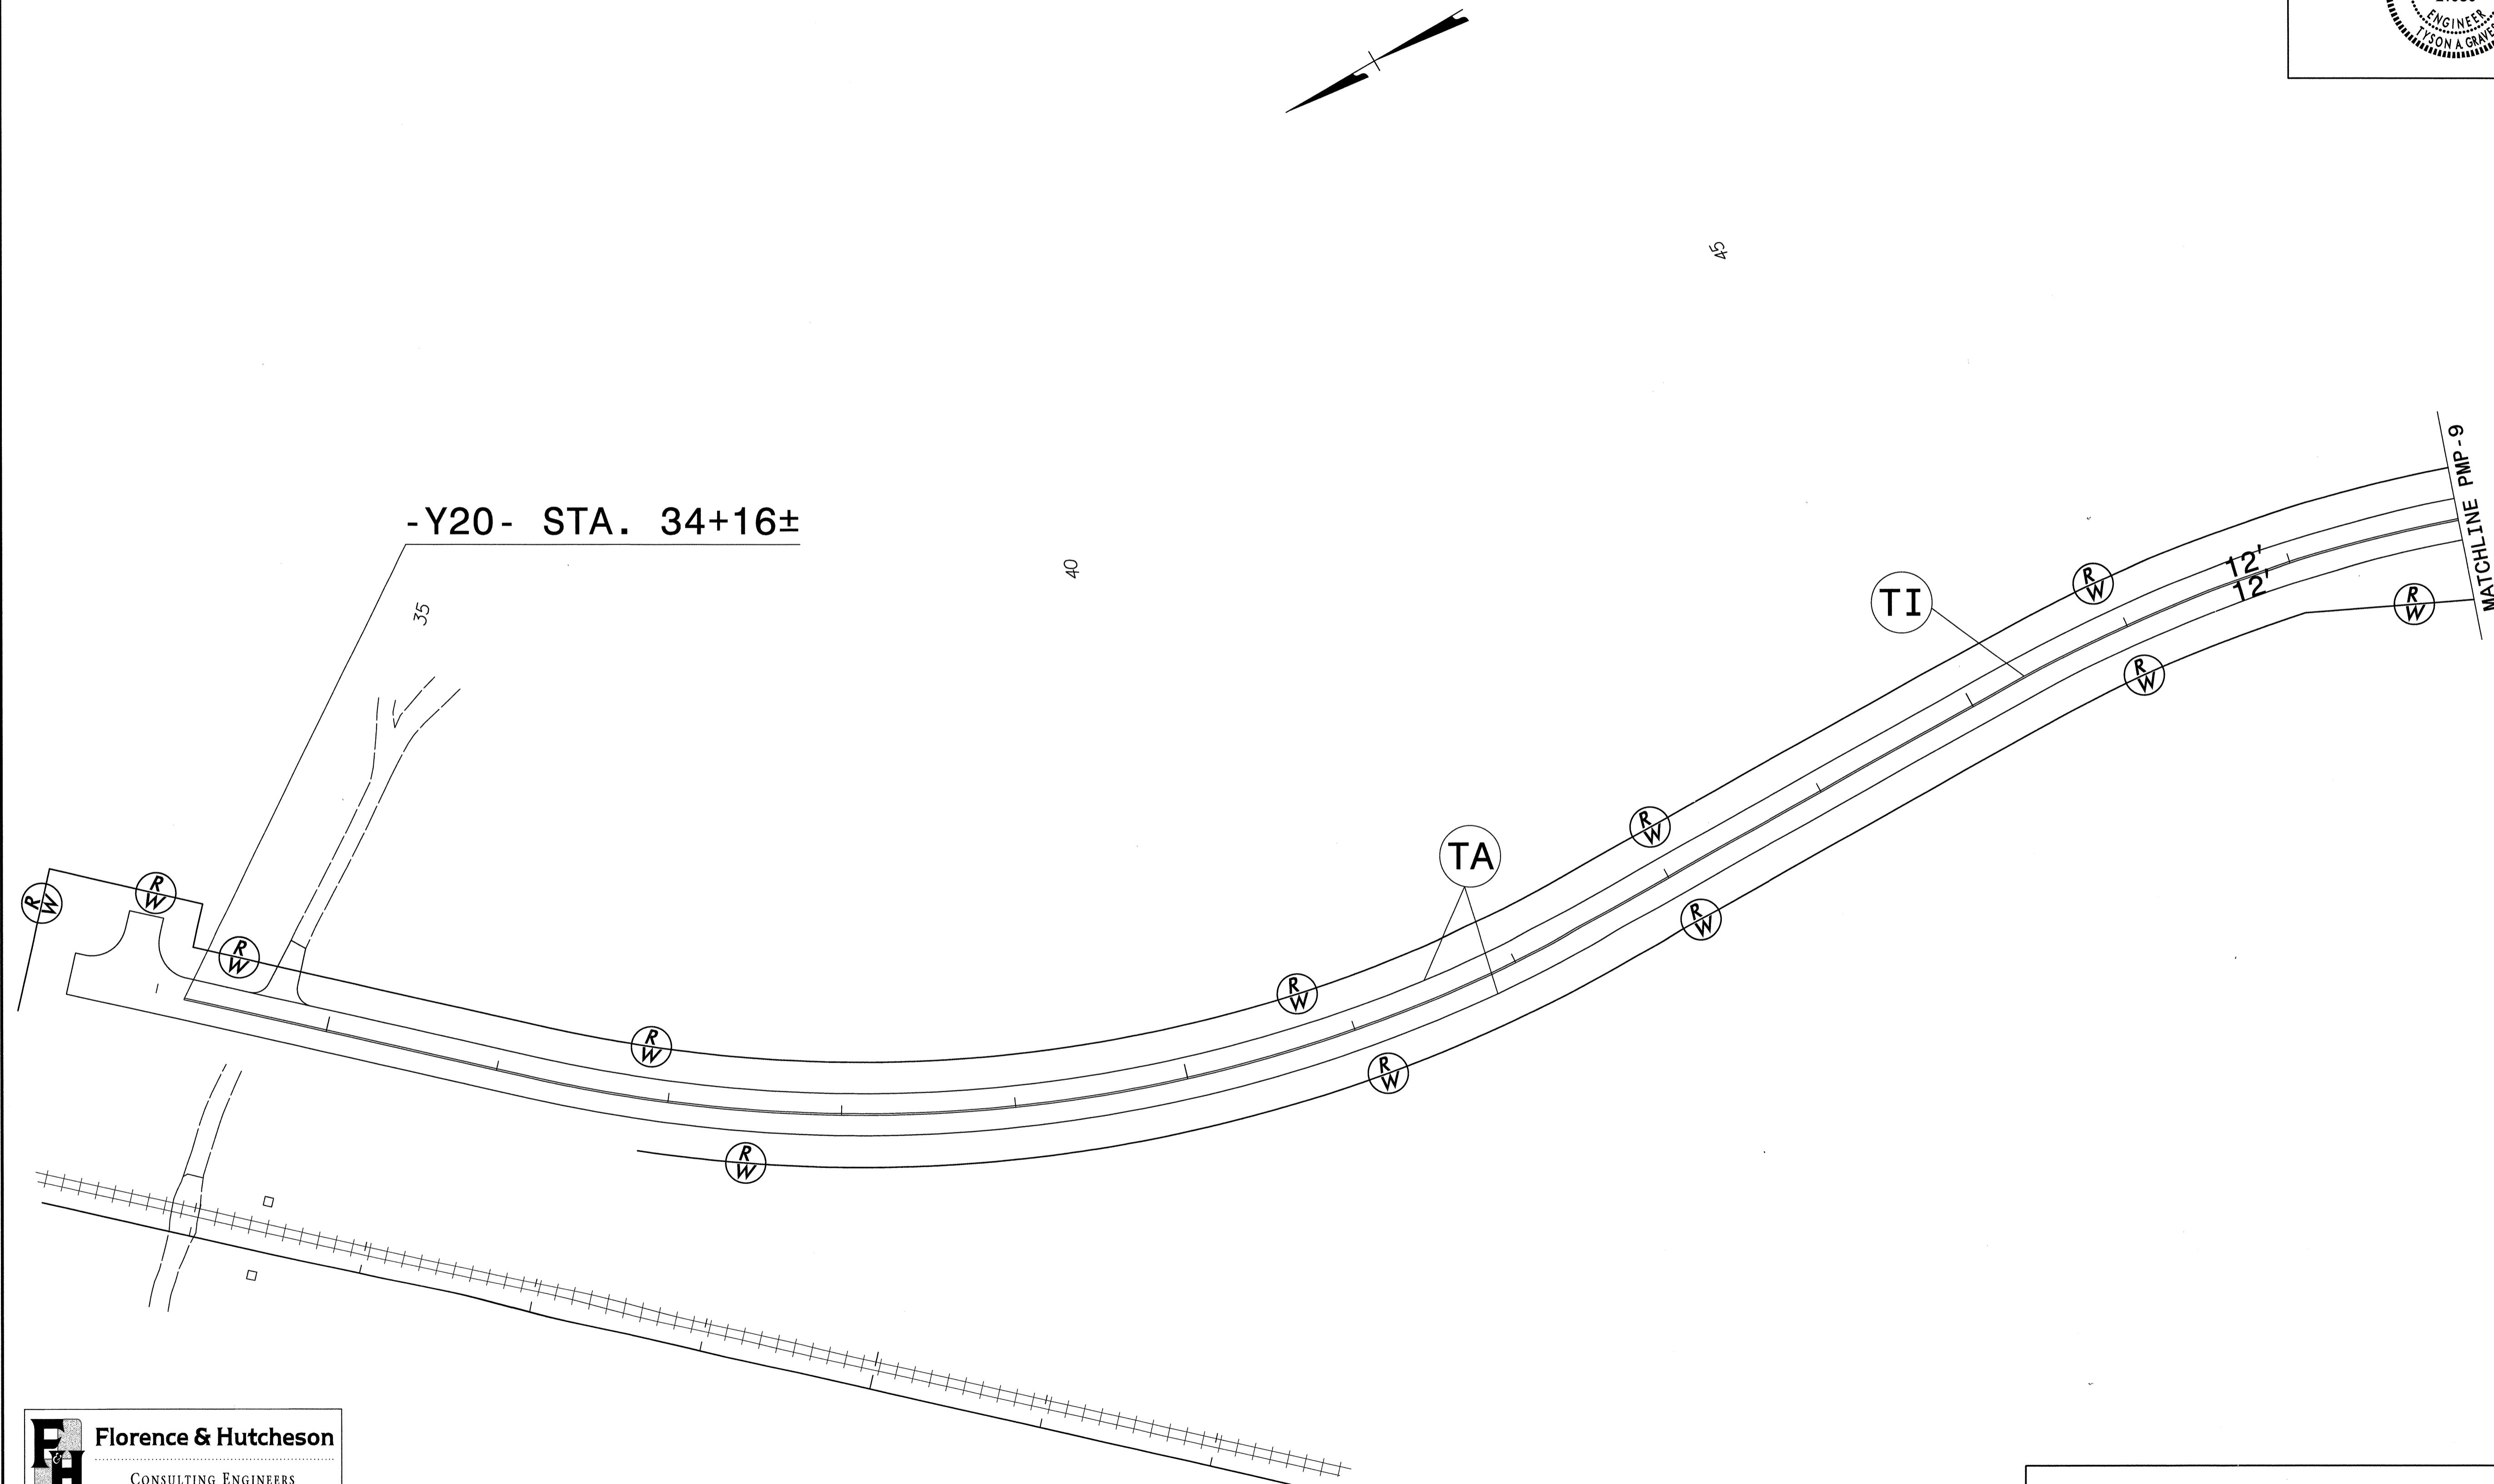 ENGINEER
TYSON A. GRAVES
45
MATCHLINE PMP-9
-Y20- STA. 34+16±
12'
12'
40
TI
R/W
R/W
35
R/W
TA
R/W
R/W
R/W
R/W
R/W
R/W
R/W
R/W
R/W
R/W
F&H
Florence & Hutcheson
CONSULTING ENGINEERS